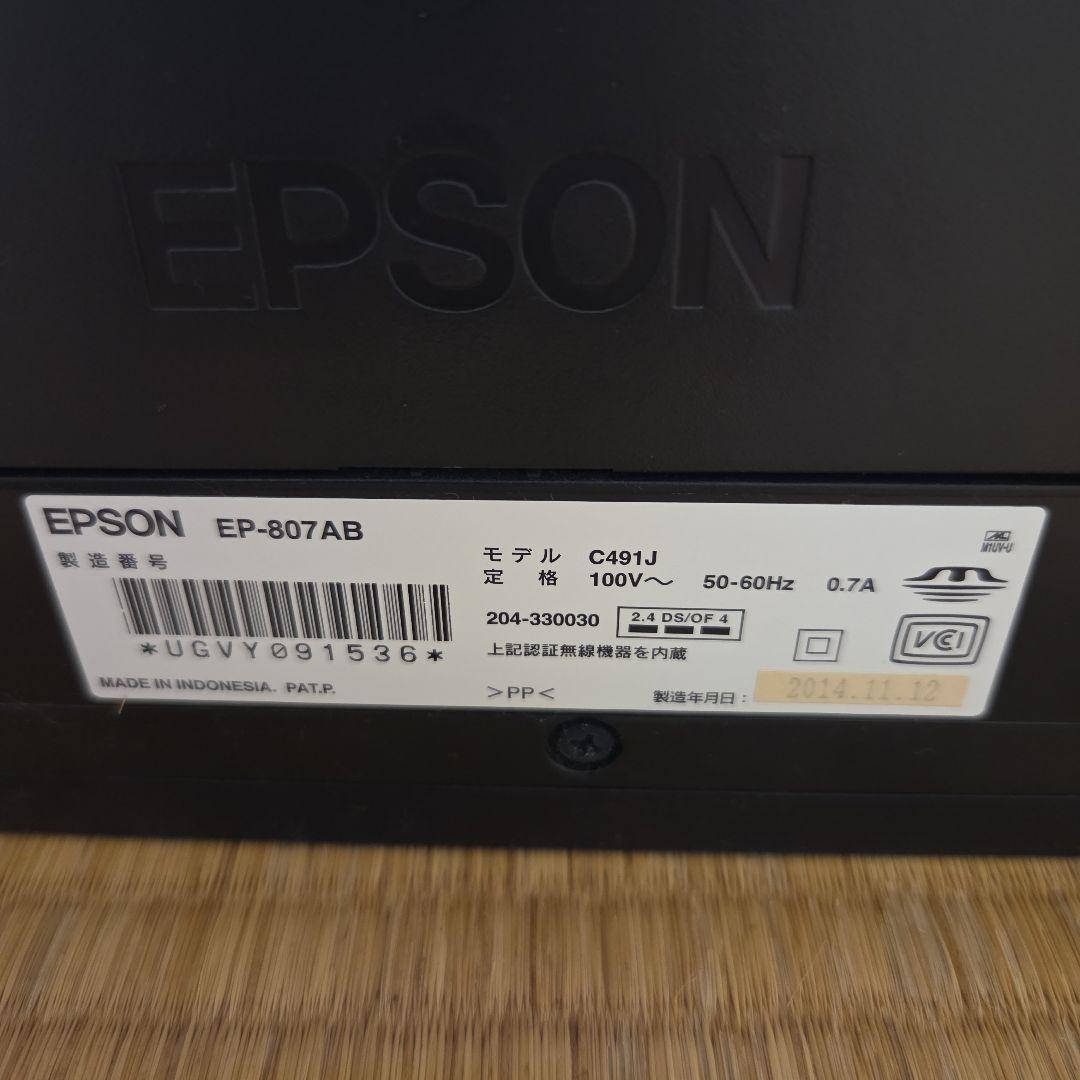 EPSON
EPSON EP-807AB
製造番号
*UGVY091536*
MADE IN INDONESIA. PAT.P.
モデル C491J
定格 100V～ 50-60Hz 0.7A
204-330030 2.4 DS/OF 4
上記認証無線機器を内蔵
>PP<
製造年月日: 2014.11.12
M1UV-U
VCI